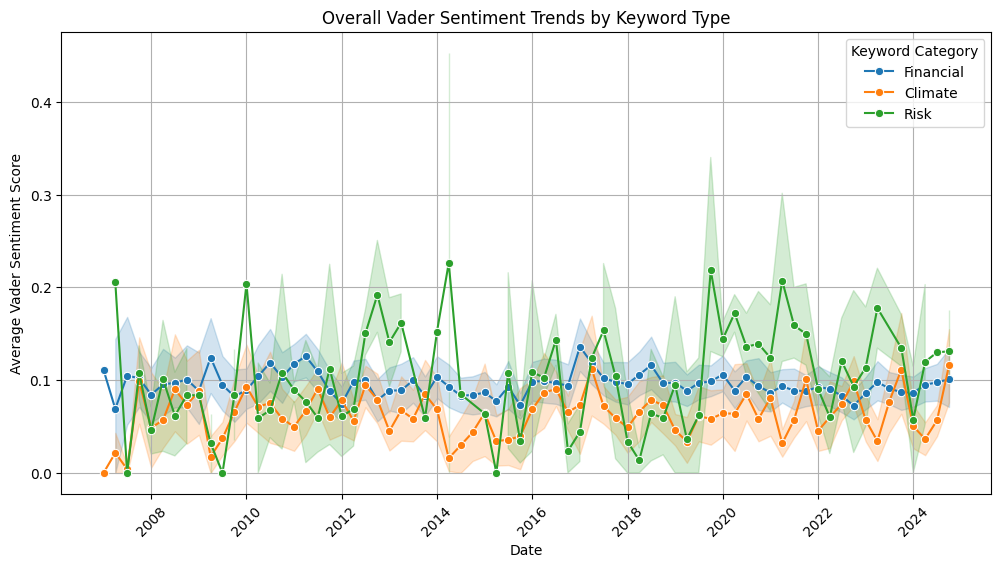 Overall Vader Sentiment Trends by Keyword Type
Keyword Category
Financial
Climate
Risk
Average Vader Sentiment Score
0.4
0.3
0.2
0.1
0.0
2008
2010
2012
2014
2016
2018
2020
2022
2024
Date